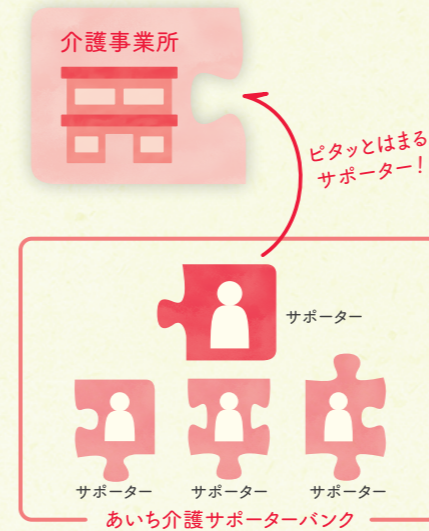 介護事業所
ピタッとはまる
サポーター！
サポーター
サポーター
サポーター
サポーター
あいち介護サポーターバンク